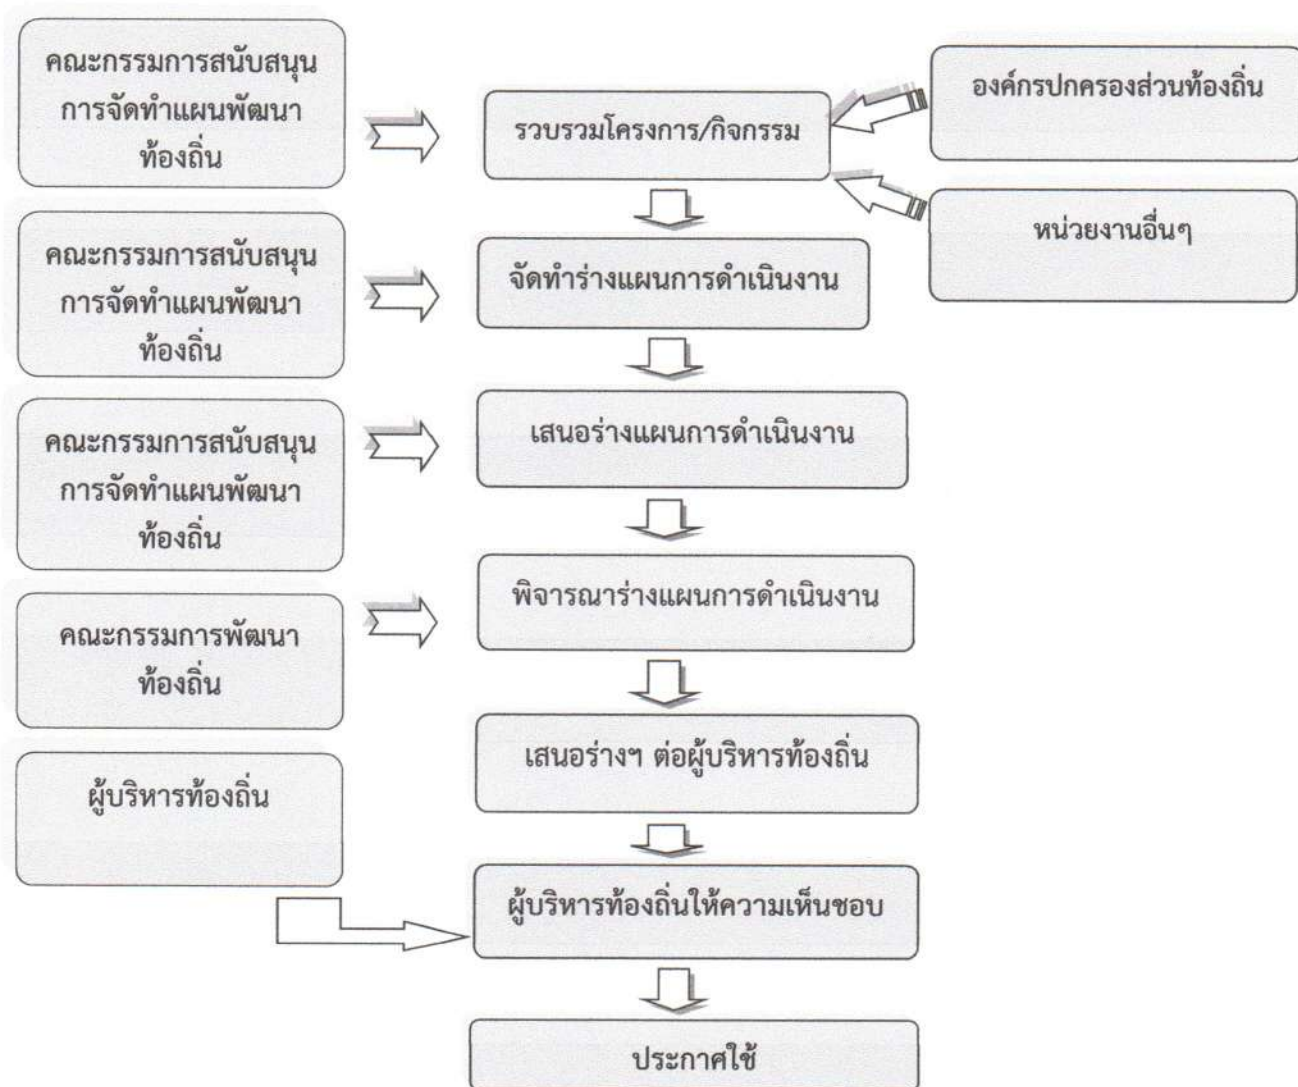 คณะกรรมการสนับสนุน
การจัดทำแผนพัฒนา
ท้องถิ่น
รวบรวมโครงการ/กิจกรรม
องค์กรปกครองส่วนท้องถิ่น
หน่วยงานอื่นๆ
คณะกรรมการสนับสนุน
การจัดทำแผนพัฒนา
ท้องถิ่น
จัดทำร่างแผนการดำเนินงาน
คณะกรรมการสนับสนุน
การจัดทำแผนพัฒนา
ท้องถิ่น
เสนอร่างแผนการดำเนินงาน
คณะกรรมการพัฒนา
ท้องถิ่น
พิจารณาร่างแผนการดำเนินงาน
เสนอร่างฯ ต่อผู้บริหารท้องถิ่น
ผู้บริหารท้องถิ่น
ผู้บริหารท้องถิ่นให้ความเห็นชอบ
ประกาศใช้